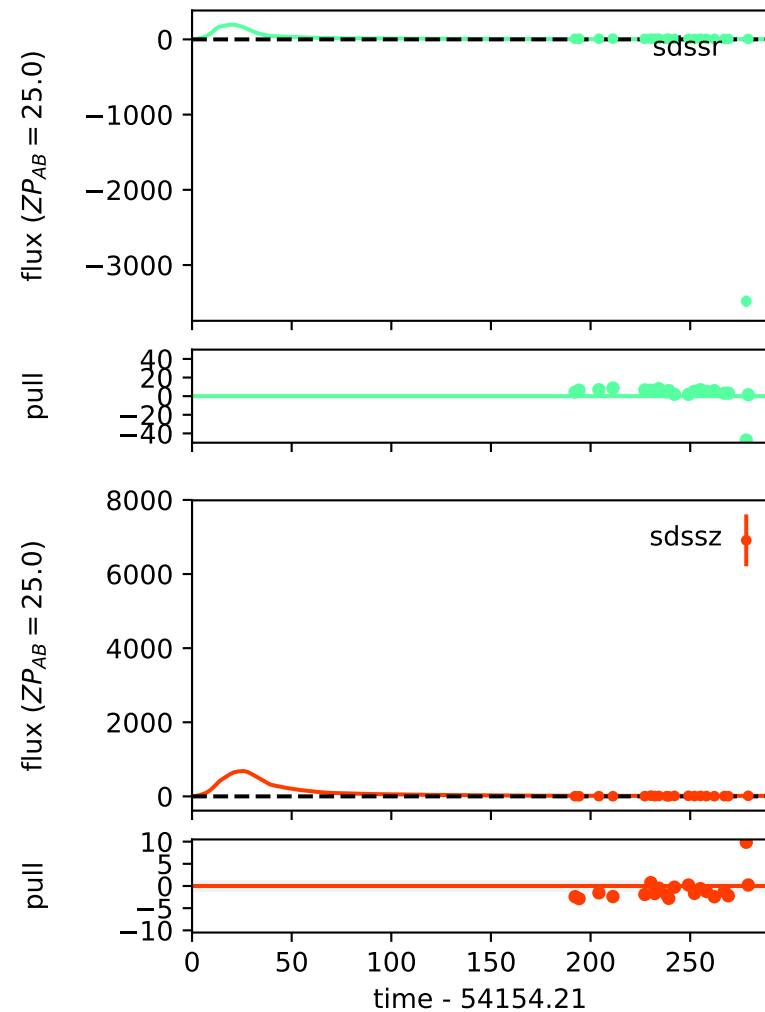 0
−1000
−2000
−3000
flux (ZP_AB = 25.0)
sdssr
40
20
0
−20
−40
pull
8000
6000
4000
2000
0
flux (ZP_AB = 25.0)
sdssz
10
5
0
−5
−10
pull
0 50 100 150 200 250
time - 54154.21